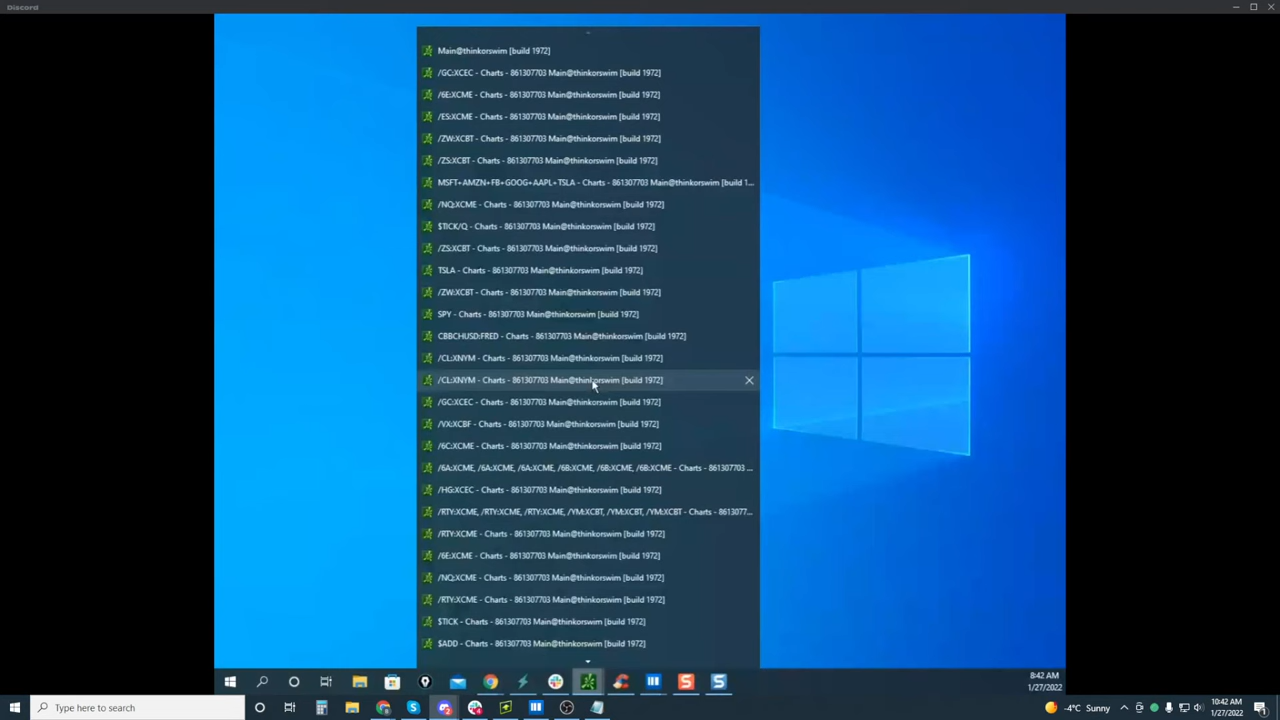 Discord
Main@thinkorswim [build 1972]
/GC:XCEC - Charts - 861307703 Main@thinkorswim [build 1972]
/6E:XCME - Charts - 861307703 Main@thinkorswim [build 1972]
/ES:XCME - Charts - 861307703 Main@thinkorswim [build 1972]
/ZW:XCBT - Charts - 861307703 Main@thinkorswim [build 1972]
/ZS:XCBT - Charts - 861307703 Main@thinkorswim [build 1972]
MSFT+AMZN+FB+GOOG+AAPL+TSLA - Charts - 861307703 Main@thinkorswim [build 1...
/NQ:XCME - Charts - 861307703 Main@thinkorswim [build 1972]
$TICK/Q - Charts - 861307703 Main@thinkorswim [build 1972]
/ZS:XCBT - Charts - 861307703 Main@thinkorswim [build 1972]
TSLA - Charts - 861307703 Main@thinkorswim [build 1972]
/ZW:XCBT - Charts - 861307703 Main@thinkorswim [build 1972]
SPY - Charts - 861307703 Main@thinkorswim [build 1972]
CBBCHUSD:FRED - Charts - 861307703 Main@thinkorswim [build 1972]
/CL:XNYM - Charts - 861307703 Main@thinkorswim [build 1972]
/CL:XNYM - Charts - 861307703 Main@thinkorswim [build 1972]
/GC:XCEC - Charts - 861307703 Main@thinkorswim [build 1972]
/VX:XCBF - Charts - 861307703 Main@thinkorswim [build 1972]
/6C:XCME - Charts - 861307703 Main@thinkorswim [build 1972]
/6A:XCME, /6A:XCME, /6A:XCME, /6B:XCME, /6B:XCME, /6B:XCME - Charts - 861307703 ...
/HG:XCEC - Charts - 861307703 Main@thinkorswim [build 1972]
/RTY:XCME, /RTY:XCME, /RTY:XCME, /YM:XCBT, /YM:XCBT, /YM:XCBT - Charts - 8613077...
/RTY:XCME - Charts - 861307703 Main@thinkorswim [build 1972]
/6E:XCME - Charts - 861307703 Main@thinkorswim [build 1972]
/NQ:XCME - Charts - 861307703 Main@thinkorswim [build 1972]
/RTY:XCME - Charts - 861307703 Main@thinkorswim [build 1972]
$TICK - Charts - 861307703 Main@thinkorswim [build 1972]
$ADD - Charts - 861307703 Main@thinkorswim [build 1972]
8:42 AM
1/27/2022
Type here to search
-4°C Sunny
10:42 AM
1/27/2022